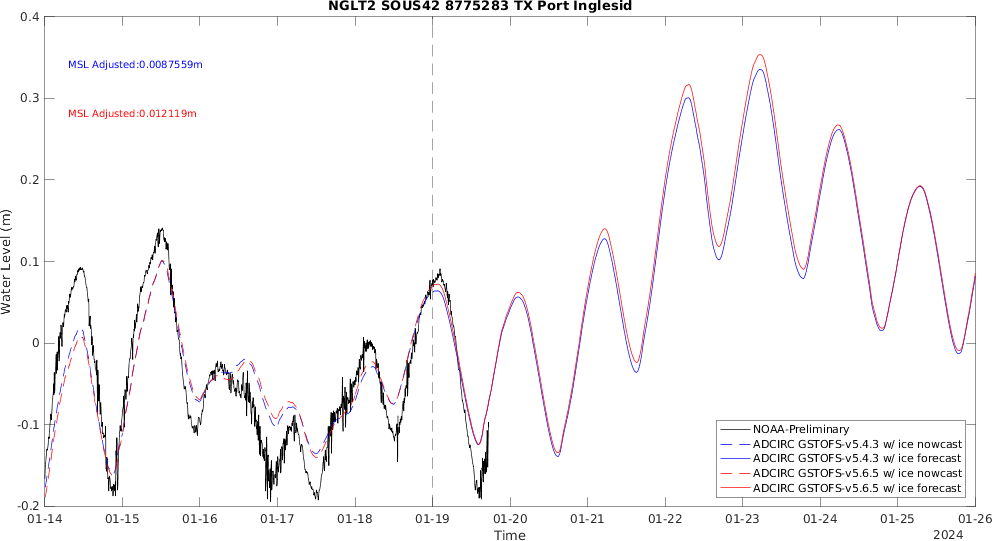 NGLT2 SOUS42 8775283 TX Port Inglesid
MSL Adjusted:0.0087559m
MSL Adjusted:0.012119m
Water Level (m)
0.4
0.3
0.2
0.1
0
-0.1
-0.2
NOAA-Preliminary
ADCIRC GSTOFS-v5.4.3 w/ ice nowcast
ADCIRC GSTOFS-v5.4.3 w/ ice forecast
ADCIRC GSTOFS-v5.6.5 w/ ice nowcast
ADCIRC GSTOFS-v5.6.5 w/ ice forecast
01-14 01-15 01-16 01-17 01-18 01-19 01-20 01-21 01-22 01-23 01-24 01-25 01-26
Time
2024